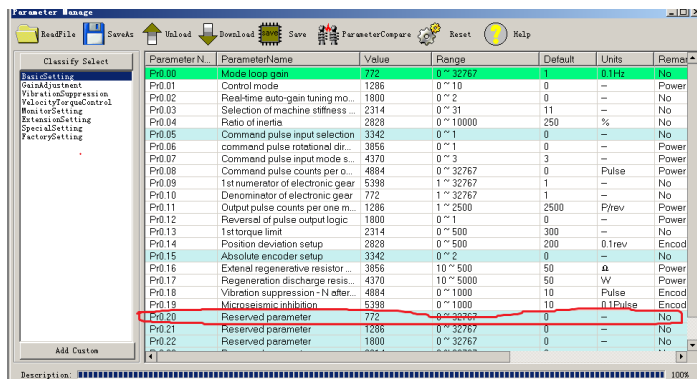 Parameter Manage
ReadFile SaveAs Unload Download save Save ParameterCompare Reset ? Help
Classify Select
BasicSetting
GainAdjustment
VibrationSuppression
VelocityTorqueControl
MonitorSetting
ExtensionSetting
SpecialSetting
FactorySetting
Add Custom
Parameter N... ParameterName Value Range Default Units Remar
Pr0.00 Mode loop gain 772 0 ~ 32767 1 0.1Hz No
Pr0.01 Control mode 1286 0 ~ 10 0 – Power
Pr0.02 Real-time auto-gain tuning mo... 1800 0 ~ 2 0 – No
Pr0.03 Selection of machine stiffness ... 2314 0 ~ 31 11 – No
Pr0.04 Ratio of inertia 2828 0 ~ 10000 250 % No
Pr0.05 Command pulse input selection 3342 0 ~ 1 0 – No
Pr0.06 command pulse rotational dir... 3856 0 ~ 1 0 – Power
Pr0.07 Command pulse input mode s... 4370 0 ~ 3 3 – Power
Pr0.08 Command pulse counts per o... 4884 0 ~ 32767 0 Pulse Power
Pr0.09 1st numerator of electronic gear 5398 1 ~ 32767 1 – No
Pr0.10 Denominator of electronic gear 772 1 ~ 32767 1 – No
Pr0.11 Output pulse counts per one m... 1286 1 ~ 2500 2500 P/rev Power
Pr0.12 Reversal of pulse output logic 1800 0 ~ 1 0 – Power
Pr0.13 1st torque limit 2314 0 ~ 500 300 – No
Pr0.14 Position deviation setup 2828 0 ~ 500 200 0.1rev Encod
Pr0.15 Absolute encoder setup 3342 0 ~ 2 0 – No
Pr0.16 Extenal regenerative resistor ... 3856 10 ~ 500 50 Ω Power
Pr0.17 Regeneration discharge resis... 4370 10 ~ 5000 50 W Power
Pr0.18 Vibration suppression - N after... 4884 0 ~ 1000 10 Pulse Encod
Pr0.19 Microseismic inhibition 5398 0 ~ 1000 10 0.1Pulse Encod
Pr0.20 Reserved parameter 772 0 ~ 32767 0 – No
Pr0.21 Reserved parameter 1286 0 ~ 32767 0 – No
Pr0.22 Reserved parameter 1800 0 ~ 32767 0 – No
Description: 100%